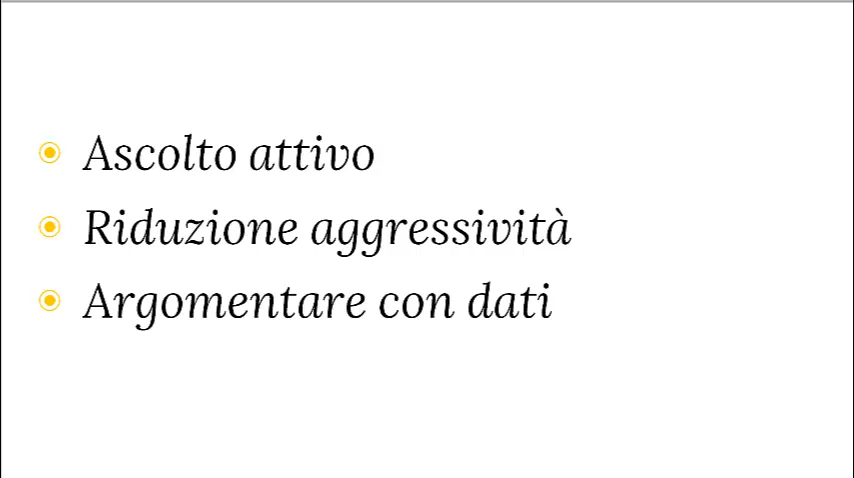 Ascolto attivo
Riduzione aggressività
Argomentare con dati